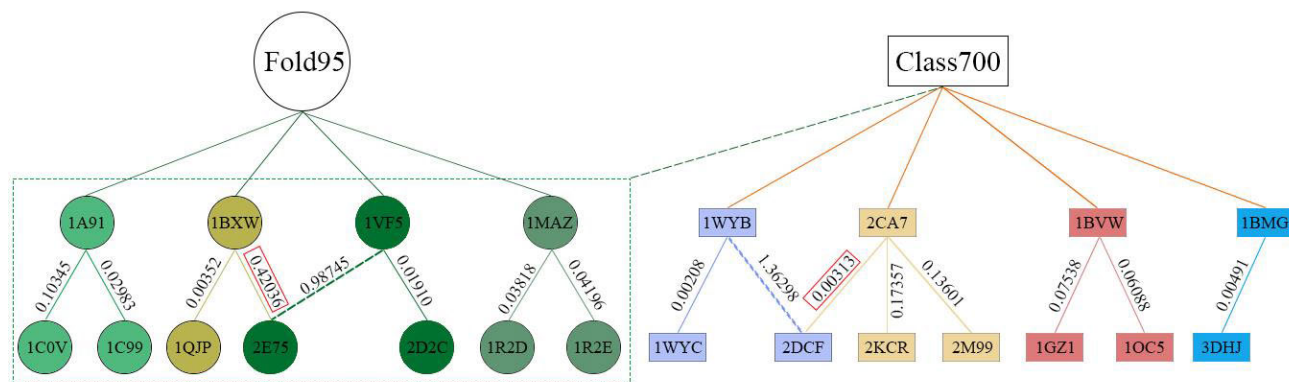 Fold95
Class700
1A91
1BXW
1VF5
1MAZ
1WYB
2CA7
1BVW
1BMG
0.10345
0.02983
0.00352
0.42036
0.98745
0.01910
0.03818
0.04196
0.00208
1.36298
0.00313
0.17357
0.13601
0.07538
0.06088
0.00491
1C0V
1C99
1QJP
2E75
2D2C
1R2D
1R2E
1WYC
2DCF
2KCR
2M99
1GZ1
1OC5
3DHJ